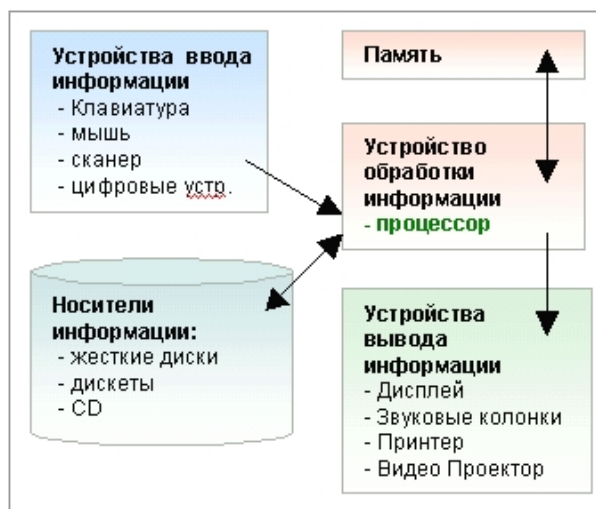 Устройства ввода
информации
- Клавиатура
- мышь
- сканер
- цифровые устр.
Память
Устройство
обработки
информации
- процессор
Носители
информации:
- жесткие диски
- дискеты
- CD
Устройства
вывода
информации
- Дисплей
- Звуковые колонки
- Принтер
- Видео Проектор